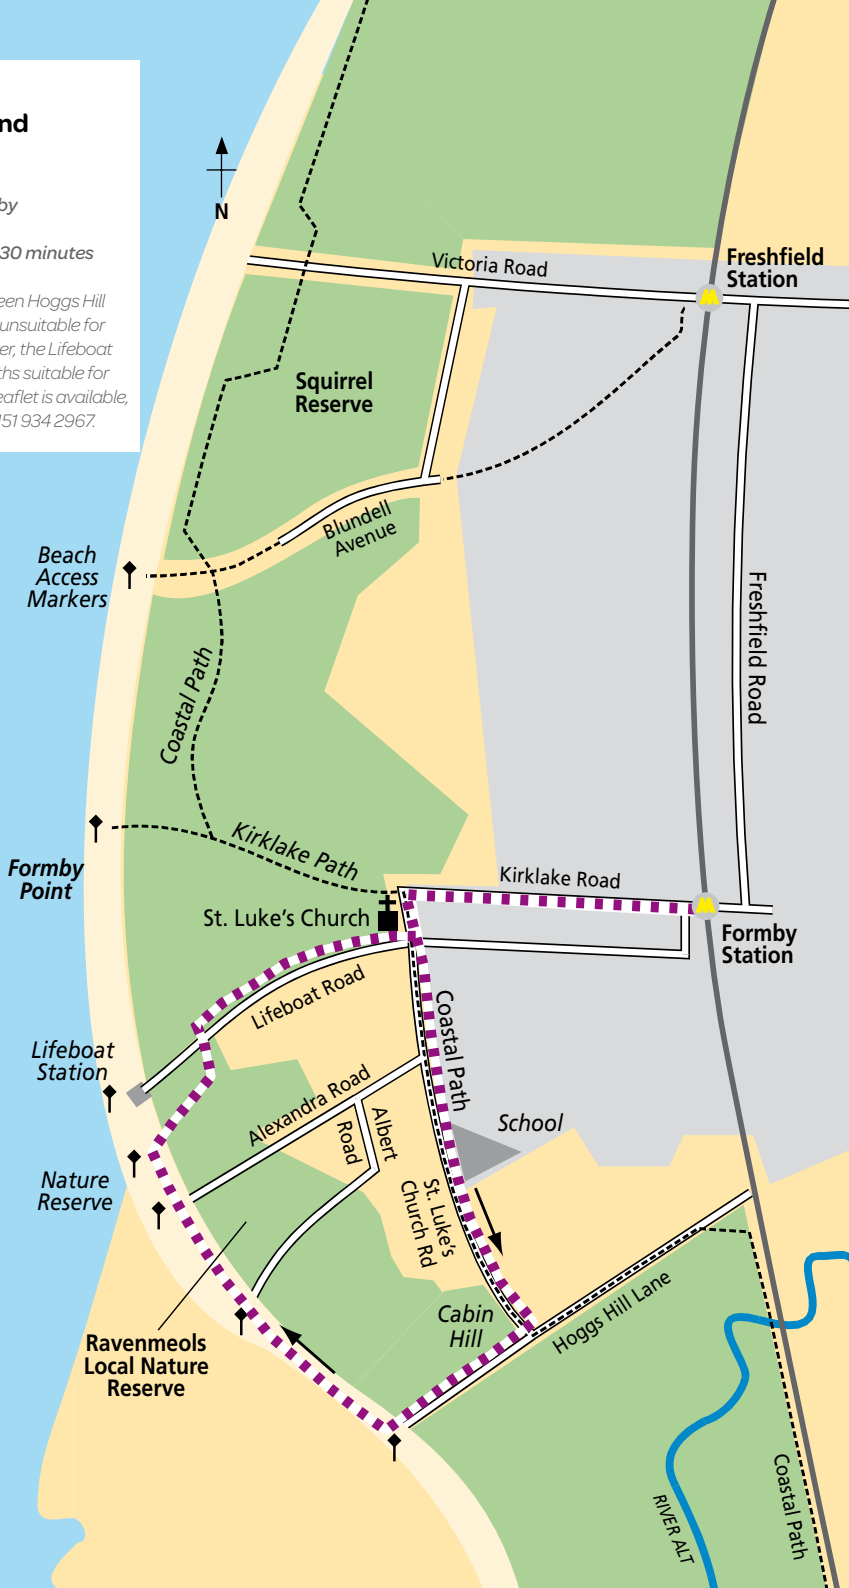 nd
by
30 minutes
een Hoggs Hill
unsuitable for
er, the Lifeboat
ths suitable for
eaflet is available,
151 934 2967.
N
Victoria Road
Freshfield
Station
Squirrel
Reserve
Blundell
Avenue
Beach
Access
Markers
Freshfield Road
Coastal Path
Formby
Point
Kirklake Path
Kirklake Road
St. Luke's Church
Formby
Station
Lifeboat Road
Coastal Path
Lifeboat
Station
Alexandra Road
Albert
Road
School
Nature
Reserve
St. Luke's
Church Rd
Cabin
Hill
Hoggs Hill Lane
Ravenmeols
Local Nature
Reserve
Coastal Path
RIVER ALT